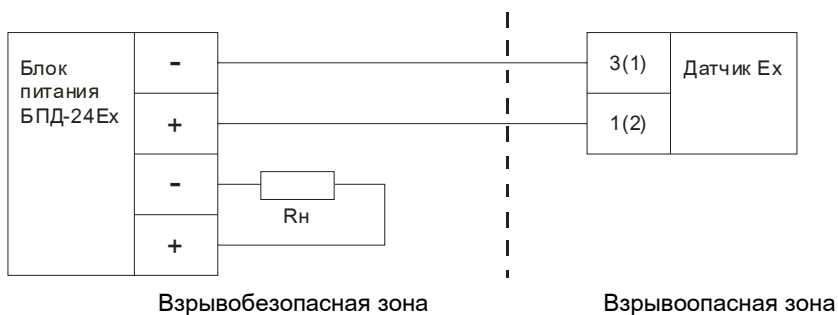 Блок
питания
БПД-24Ех
-
+
-
+
Rн
3(1)
1(2)
Датчик Ех
Взрывобезопасная зона
Взрывоопасная зона